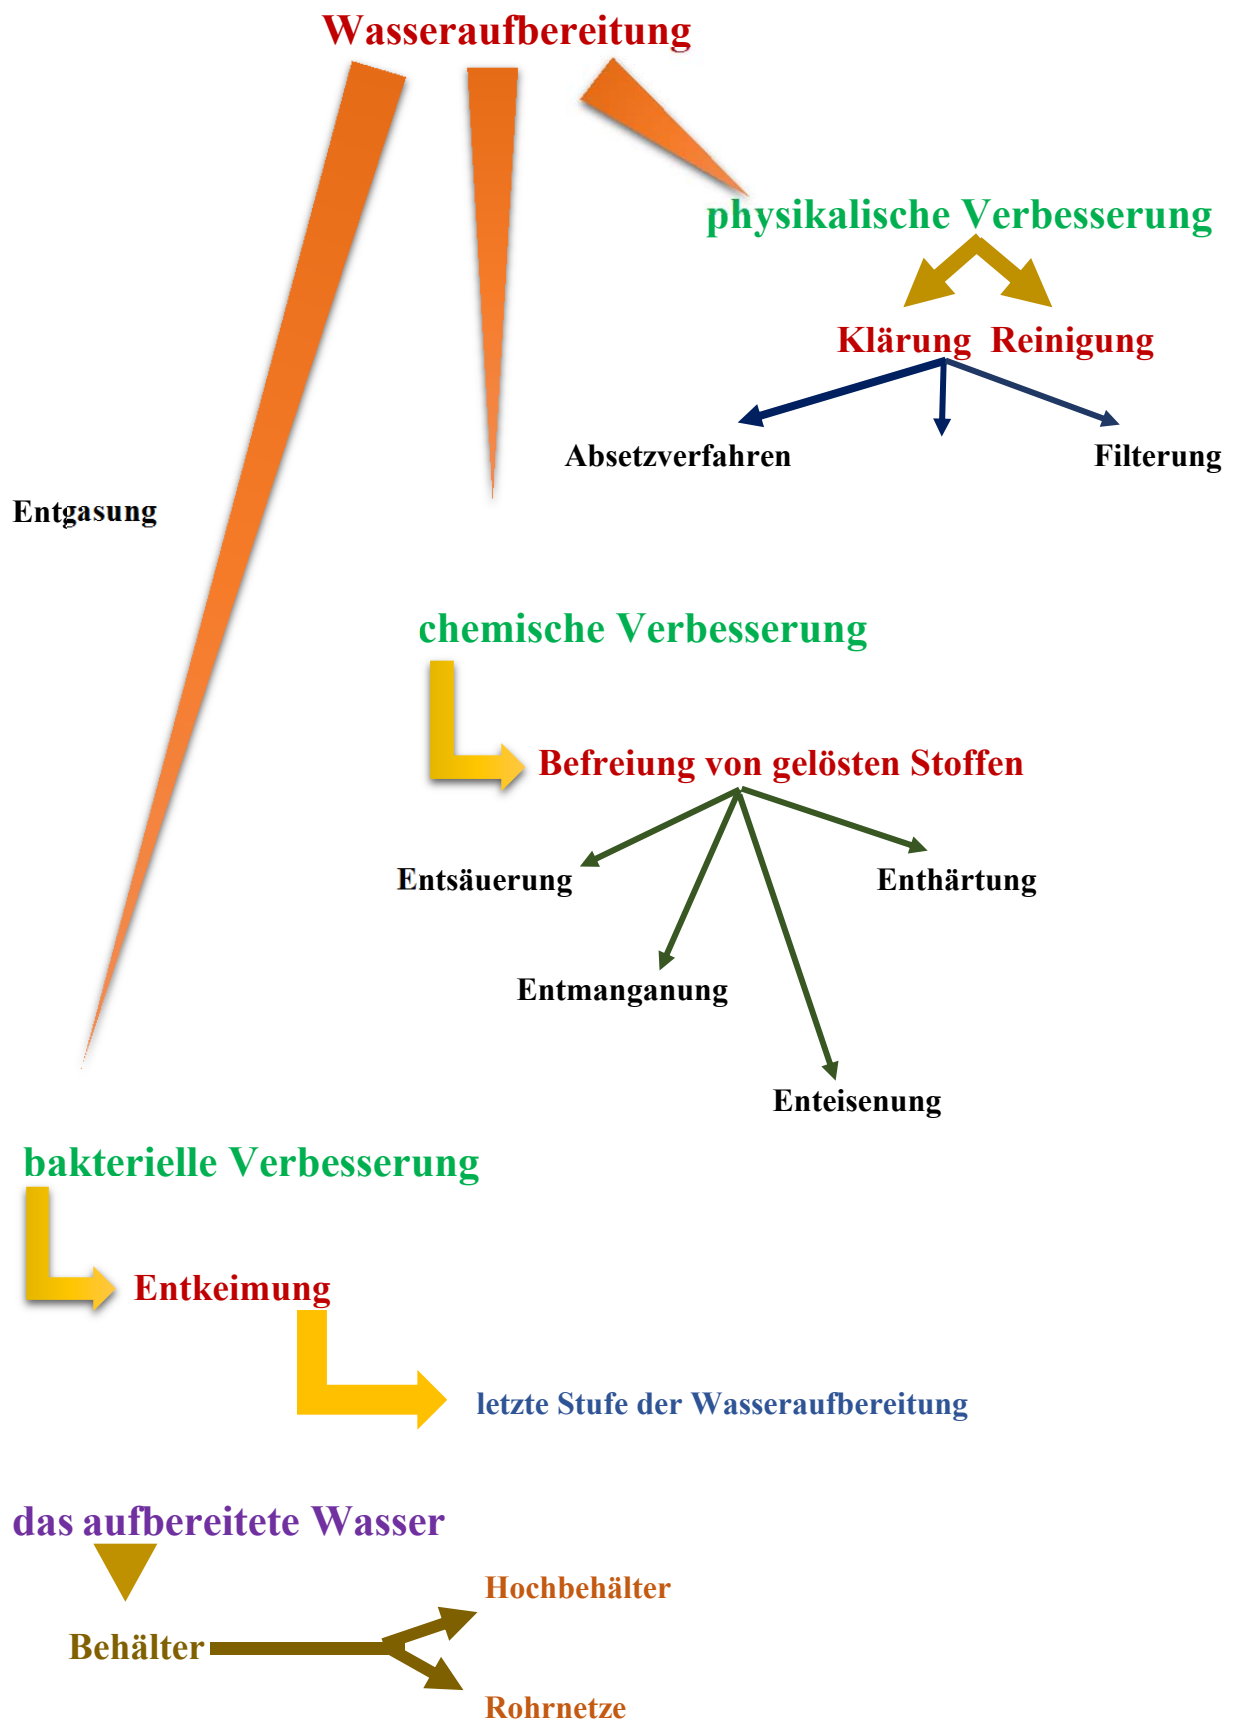 Wasseraufbereitung
physikalische Verbesserung
Klärung Reinigung
Absetzverfahren Filterung
Entgasung
chemische Verbesserung
Befreiung von gelösten Stoffen
Entsäuerung Enthärtung
Entmanganung
Enteisenung
bakterielle Verbesserung
Entkeimung
letzte Stufe der Wasseraufbereitung
das aufbereitete Wasser
Hochbehälter
Behälter
Rohrnetze